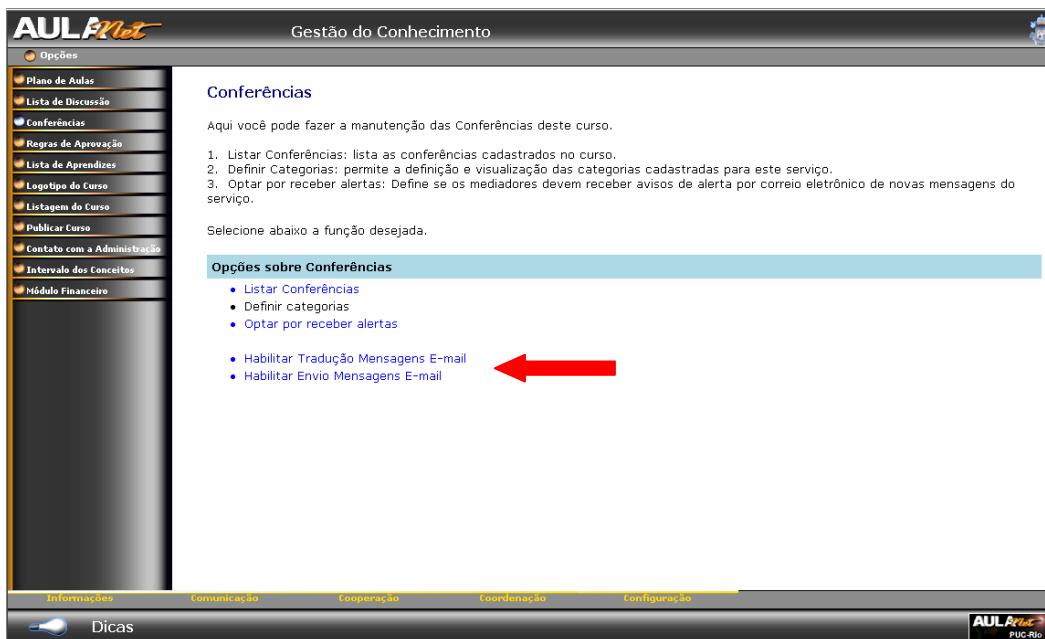 AULANet
Gestão do Conhecimento
Opções
Plano de Aulas
Lista de Discussão
Conferências
Regras de Aprovação
Lista de Aprendizes
Logotipo do Curso
Listagem do Curso
Publicar Curso
Contato com a Administração
Intervalo dos Conceitos
Módulo Financeiro
Conferências
Aqui você pode fazer a manutenção das Conferências deste curso.
1. Listar Conferências: lista as conferências cadastrados no curso.
2. Definir Categorias: permite a definição e visualização das categorias cadastradas para este serviço.
3. Optar por receber alertas: Define se os mediadores devem receber avisos de alerta por correio eletrônico de novas mensagens do
serviço.
Selecione abaixo a função desejada.
Opções sobre Conferências
• Listar Conferências
• Definir categorias
• Optar por receber alertas
• Habilitar Tradução Mensagens E-mail
• Habilitar Envio Mensagens E-mail
Informações Comunicação Cooperação Coordenação Configuração
Dicas
AULANet
PUC-Rio